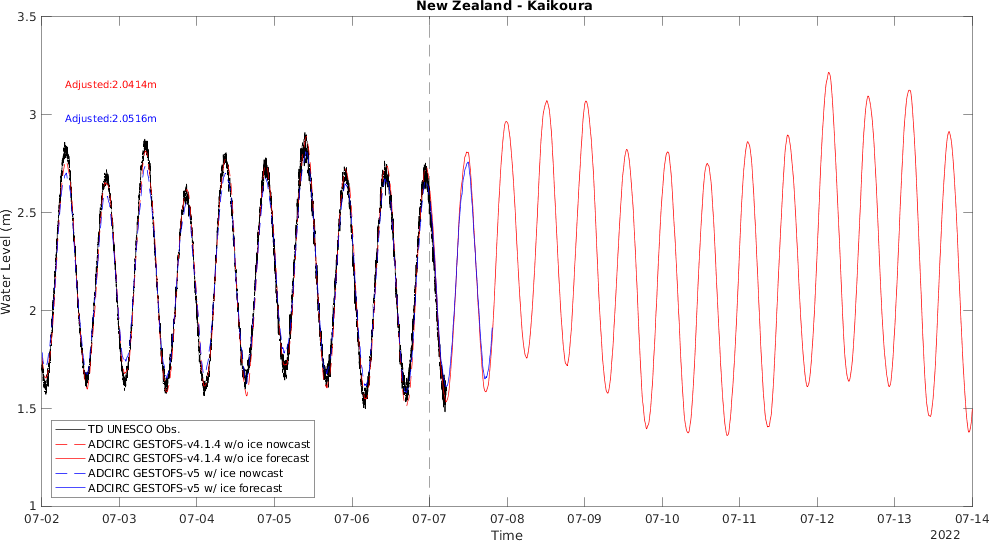 New Zealand - Kaikoura
3.5
Adjusted:2.0414m
3
Adjusted:2.0516m
2.5
Water Level (m)
2
1.5
TD UNESCO Obs.
ADCIRC GESTOFS-v4.1.4 w/o ice nowcast
ADCIRC GESTOFS-v4.1.4 w/o ice forecast
ADCIRC GESTOFS-v5 w/ ice nowcast
ADCIRC GESTOFS-v5 w/ ice forecast
1
07-02 07-03 07-04 07-05 07-06 07-07 07-08 07-09 07-10 07-11 07-12 07-13 07-14
Time
2022